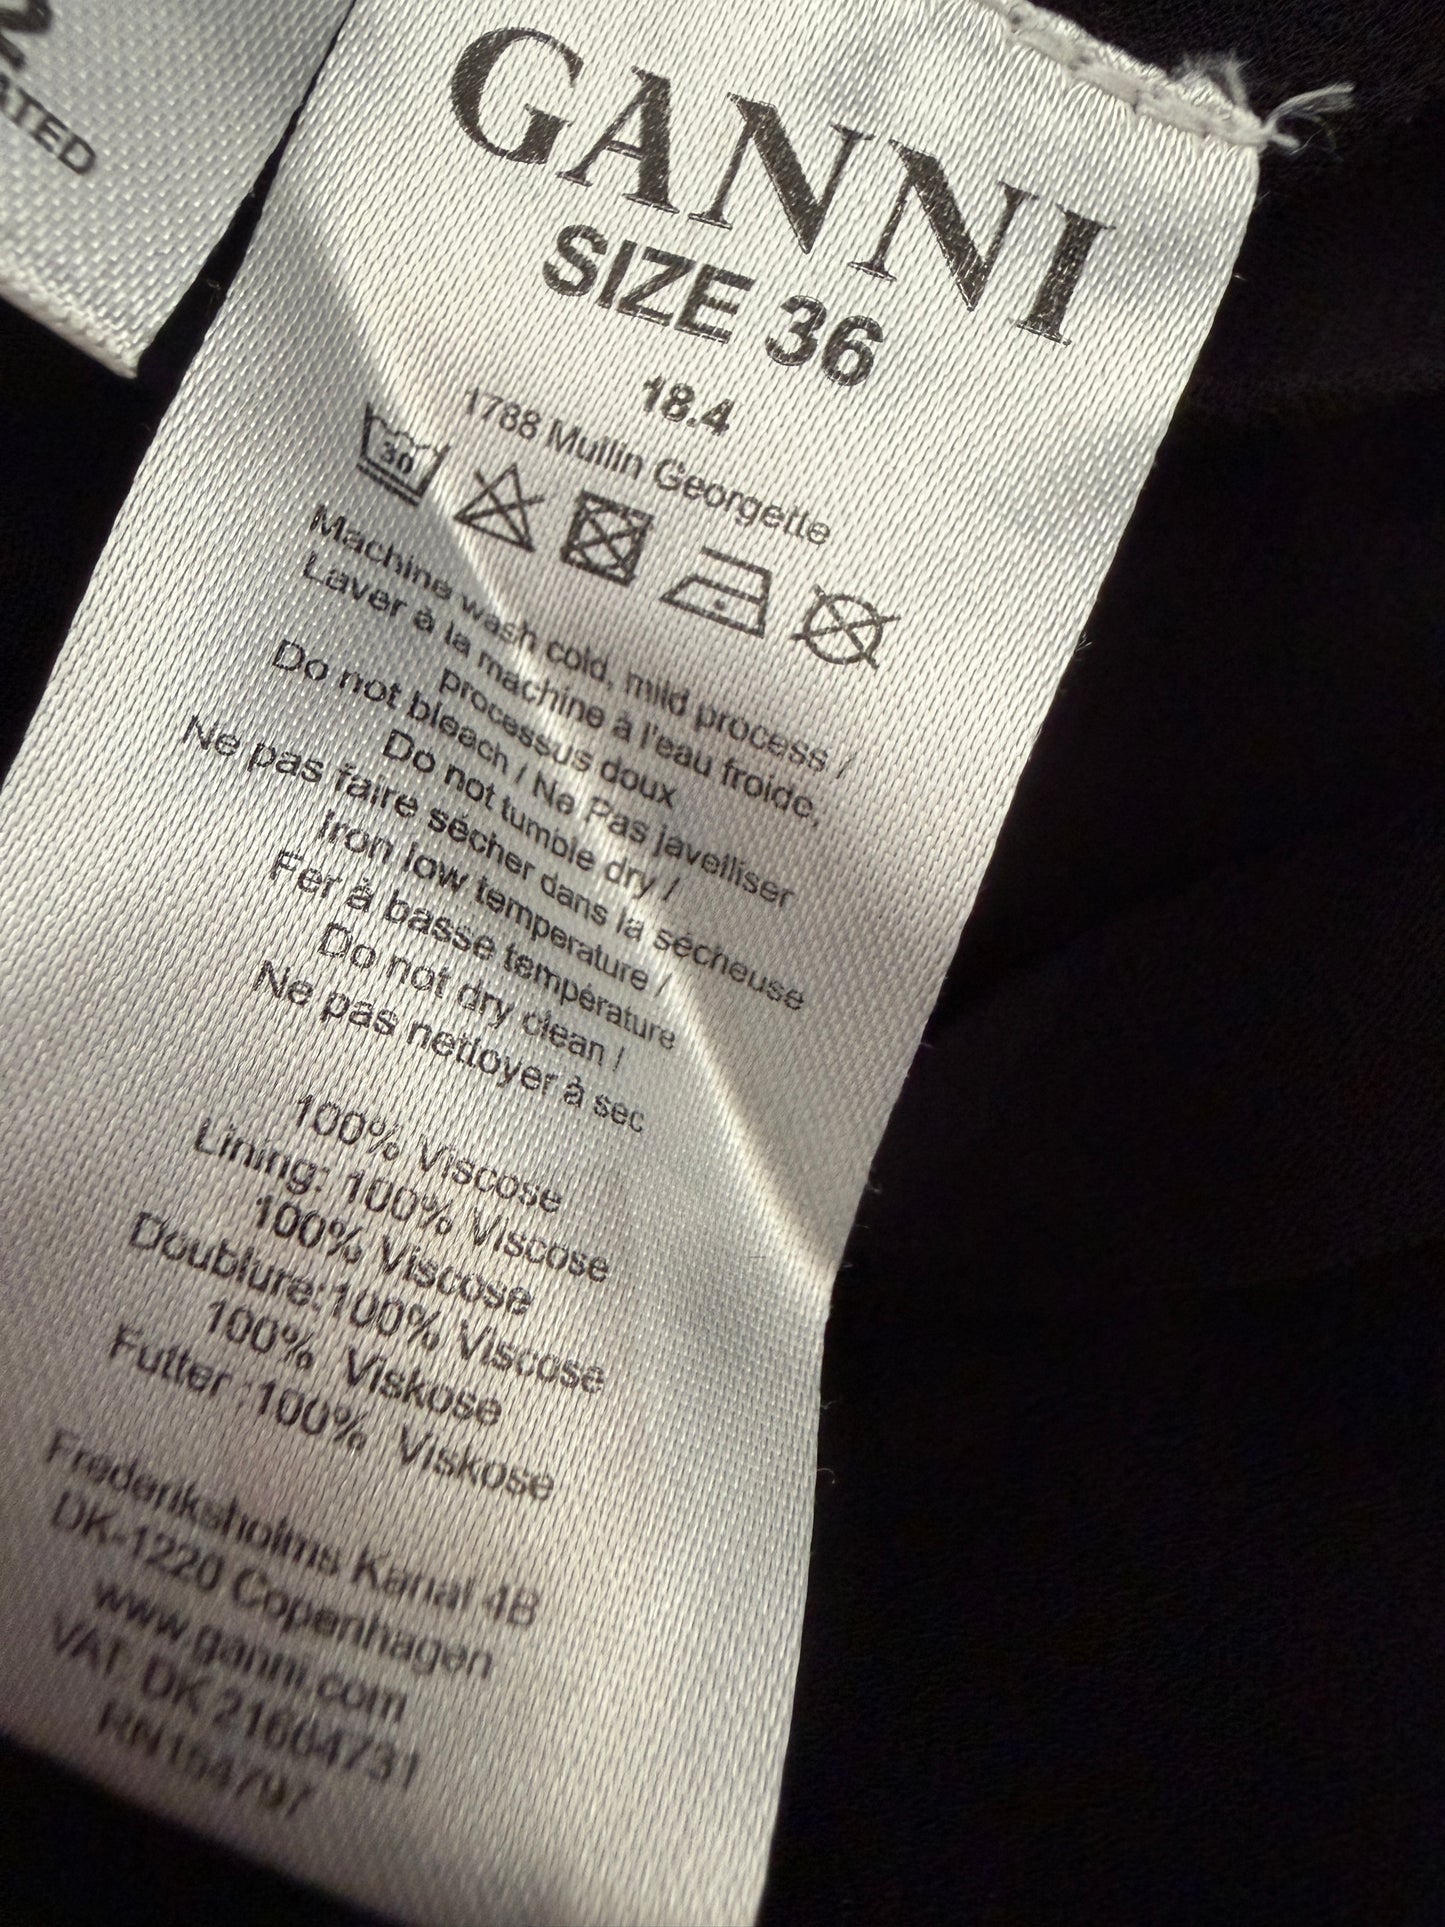 2
ATED
GANNI
SIZE 36
18.4
1788 Mullin Georgette
30
Machine wash cold, mild process /
Laver à la machine à l'eau froide,
processus doux
Do not bleach / Ne Pas javelliser
Do not tumble dry /
Ne pas faire sécher dans la sécheuse
Iron low temperature /
Fer à basse température
Do not dry clean /
Ne pas nettoyer à sec
100% Viscose
Lining: 100% Viscose
100% Viscose
Doublure:100% Viscose
100% Viskose
Futter :100% Viskose
Frederiksholms Kanal 4B
DK-1220 Copenhagen
www.ganni.com
VAT DK 21604731
RN154797